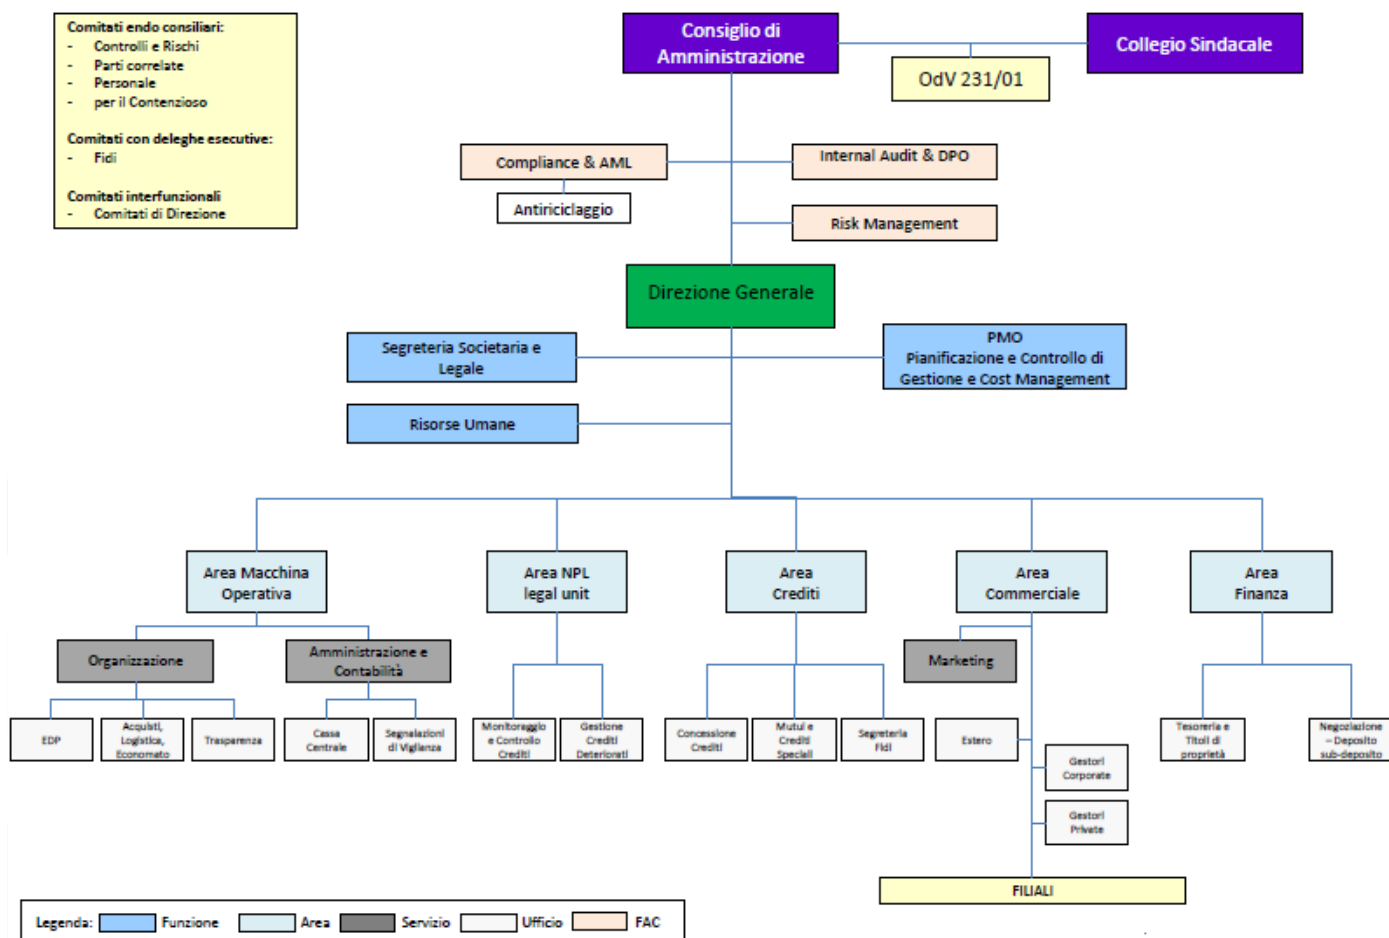 Comitati endo consiliari:
- Controlli e Rischi
- Parti correlate
- Personale
- per il Contenzioso
Comitati con deleghe esecutive:
- Fidi
Comitati interfunzionali
- Comitati di Direzione
Consiglio di
Amministrazione
Collegio Sindacale
OdV 231/01
Compliance & AML
Internal Audit & DPO
Antiriciclaggio
Risk Management
Direzione Generale
Segreteria Societaria e
Legale
PMO
Pianificazione e Controllo di
Gestione e Cost Management
Risorse Umane
Area Macchina
Operativa
Area NPL
legal unit
Area
Crediti
Area
Commerciale
Area
Finanza
Organizzazione
Amministrazione e
Contabilità
Marketing
EDP
Acquisti,
Logistica,
Economato
Trasparenza
Cassa
Centrale
Segnalazioni
di Vigilanza
Monitoraggio
e Controllo
Crediti
Gestione
Crediti
Deteriorati
Concessione
Crediti
Mutui e
Crediti
Speciali
Segreteria
Fidi
Estero
Tesoreria e
Titoli di
proprietà
Negoziazione
– Deposito
sub-deposito
Gestori
Corporate
Gestori
Private
FILIALI
Legenda: Funzione Area Servizio Ufficio FAC